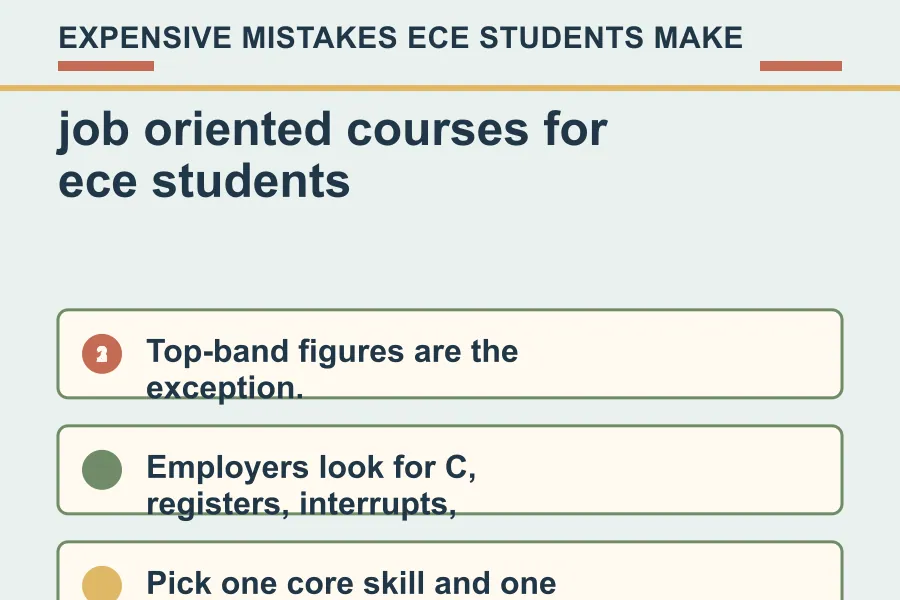 EXPENSIVE MISTAKES ECE STUDENTS MAKE
job oriented courses for
ece students
Top-band figures are the
exception.
Employers look for C,
registers, interrupts,
Pick one core skill and one